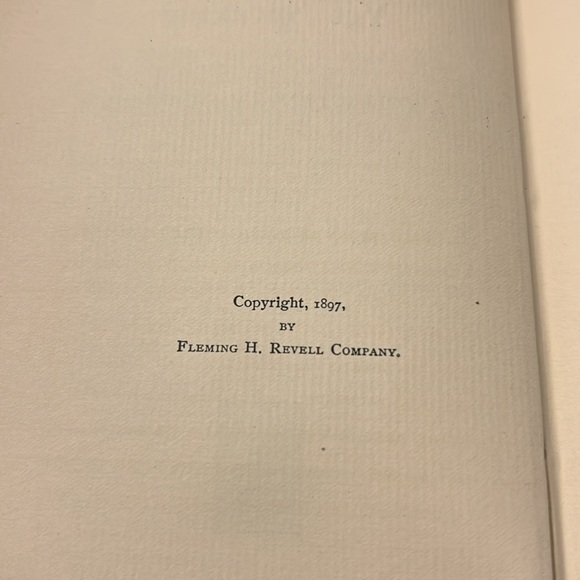 Copyright, 1897,
BY
FLEMING H. REVELL COMPANY.